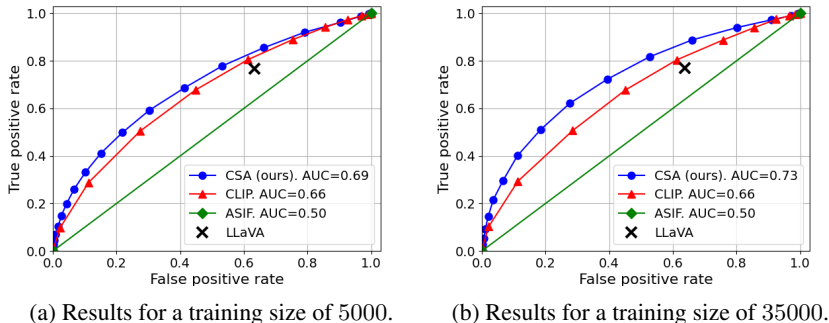 1.0
0.8
0.6
0.4
0.2
0.0
True positive rate
CSA (ours). AUC=0.69
CLIP. AUC=0.66
ASIF. AUC=0.50
LLaVA
0.0 0.2 0.4 0.6 0.8 1.0
False positive rate
(a) Results for a training size of 5000.
1.0
0.8
0.6
0.4
0.2
0.0
True positive rate
CSA (ours). AUC=0.73
CLIP. AUC=0.66
ASIF. AUC=0.50
LLaVA
0.0 0.2 0.4 0.6 0.8 1.0
False positive rate
(b) Results for a training size of 35000.